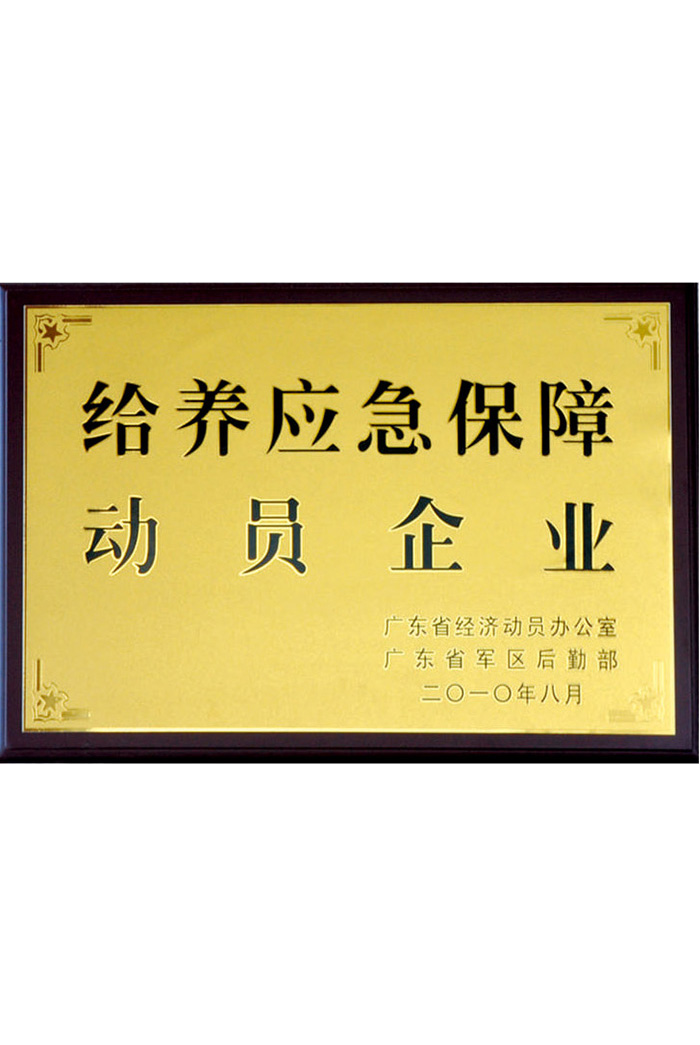 给养应急保障
动员企业
广东省经济动员办公室
广东省军区后勤部
二〇一〇年八月